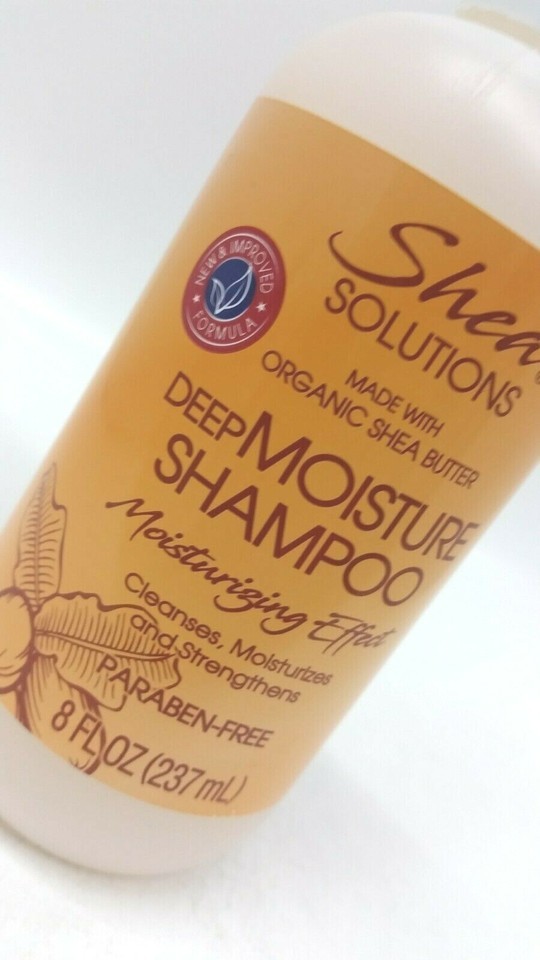 NEW & IMPROVED
FORMULA
Shea
SOLUTIONS
MADE WITH
ORGANIC SHEA BUTTER
DEEP MOISTURE
SHAMPOO
Moisturizing Effect
Cleanses, Moisturizes
and Strengthens
PARABEN-FREE
8 FL OZ (237 mL)